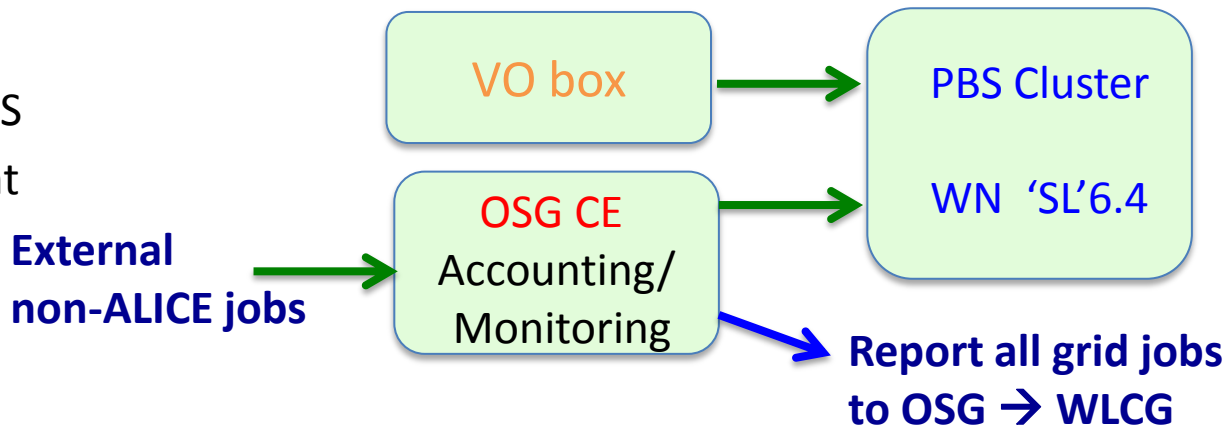 VO box
PBS Cluster
WN ‘SL’6.4
S
nt
OSG CE
Accounting/
Monitoring
External
non-ALICE jobs
Report all grid jobs
to OSG → WLCG